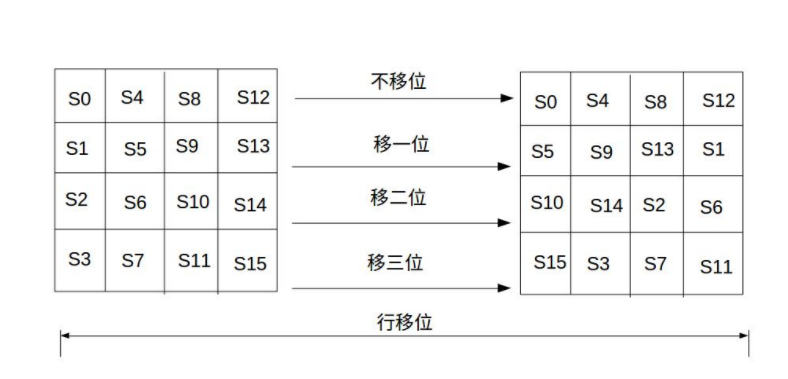 S0 S4 S8 S12 不移位 S0 S4 S8 S12
S1 S5 S9 S13 移一位 S5 S9 S13 S1
S2 S6 S10 S14 移二位 S10 S14 S2 S6
S3 S7 S11 S15 移三位 S15 S3 S7 S11
行移位